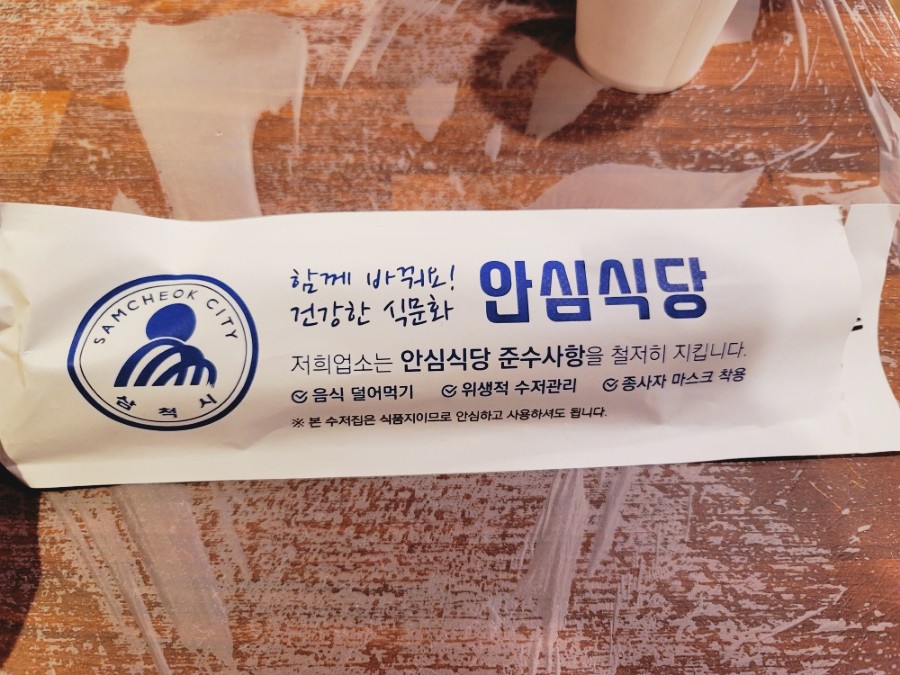 SAMCHEOK CITY
삼척시
함께 바꿔요!
건강한 식문화
안심식당
저희업소는 안심식당 준수사항을 철저히 지킵니다.
음식 덜어먹기 위생적 수저관리 종사자 마스크 착용
※ 본 수저집은 식품지이므로 안심하고 사용하셔도 됩니다.